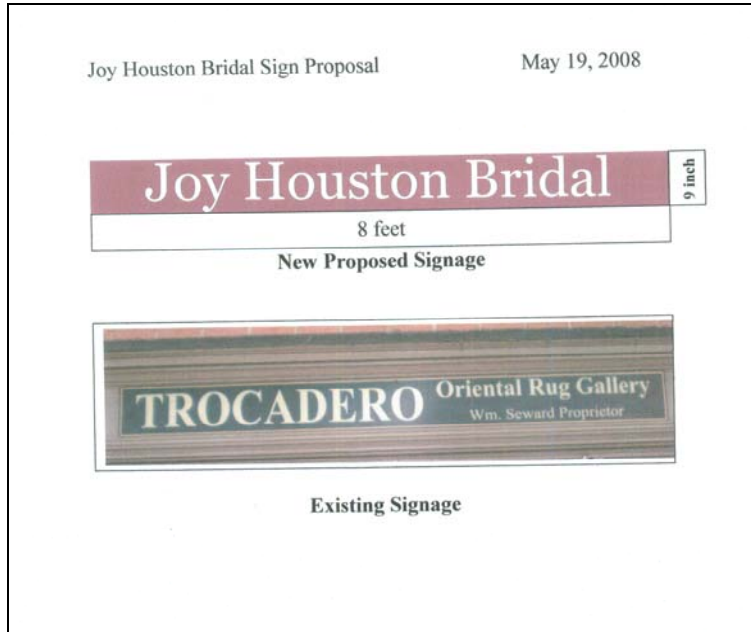 Joy Houston Bridal Sign Proposal May 19, 2008
Joy Houston Bridal
9 inch
8 feet
New Proposed Signage
TROCADERO Oriental Rug Gallery
Wm. Seward Proprietor
Existing Signage